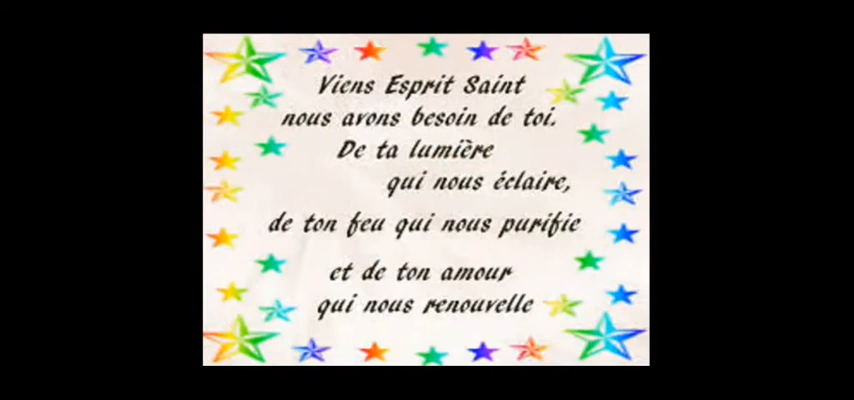 Viens Esprit Saint
nous avons besoin de toi.
De ta lumière
qui nous éclaire,
de ton feu qui nous purifie
et de ton amour
qui nous renouvelle